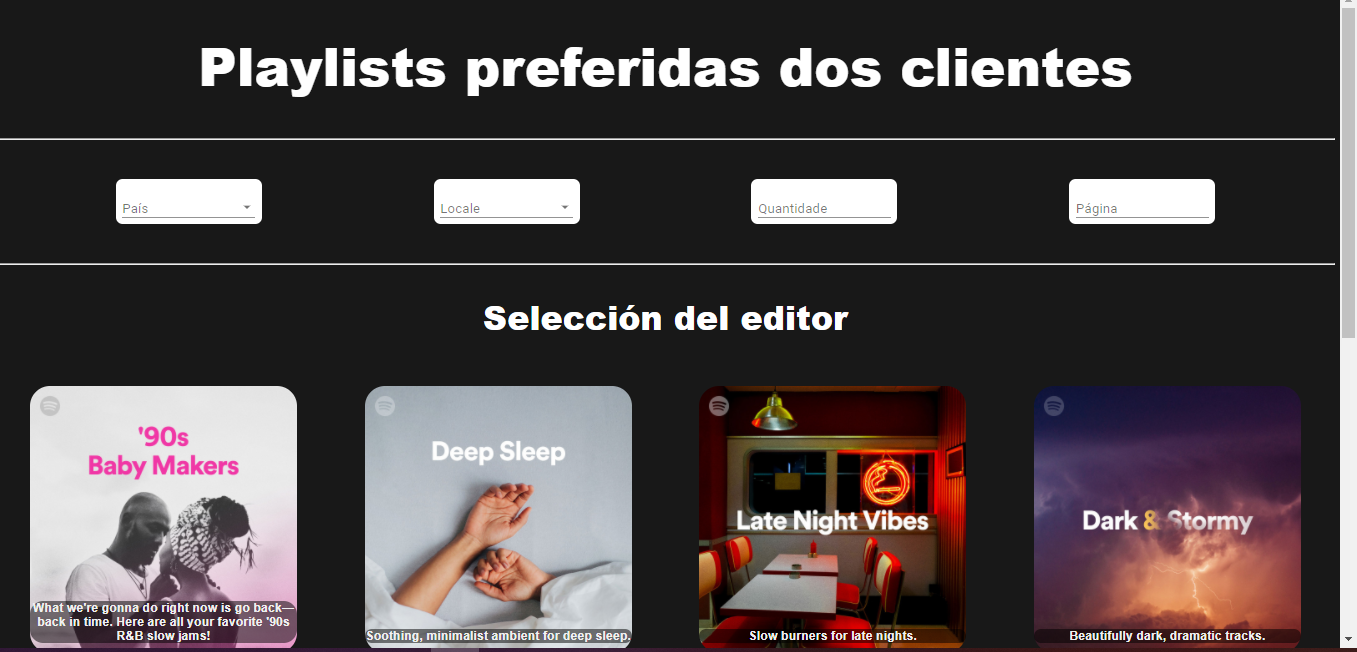 Playlists preferidas dos clientes
País
Locale
Quantidade
Página
Selección del editor
'90s
Baby Makers
What we're gonna do right now is go back—
back in time. Here are all your favorite '90s
R&B slow jams!
Deep Sleep
Soothing, minimalist ambient for deep sleep.
Late Night Vibes
Slow burners for late nights.
Dark & Stormy
Beautifully dark, dramatic tracks.